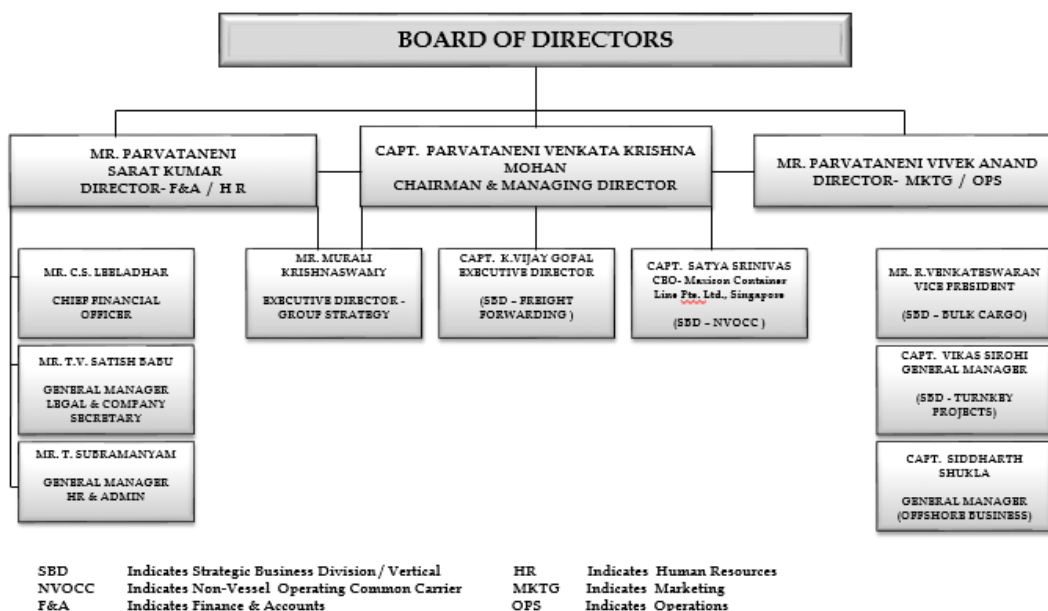 BOARD OF DIRECTORS
MR. PARVATANENI
SARAT KUMAR
DIRECTOR- F&A / H R
CAPT. PARVATANENI VENKATA KRISHNA
MOHAN
CHAIRMAN & MANAGING DIRECTOR
MR. PARVATANENI VIVEK ANAND
DIRECTOR- MKTG / OPS
MR. C.S. LEELADHAR
CHIEF FINANCIAL
OFFICER
MR. MURALI
KRISHNASWAMY
EXECUTIVE DIRECTOR -
GROUP STRATEGY
CAPT. K.VIJAY GOPAL
EXECUTIVE DIRECTOR
(SBD – FREIGHT
FORWARDING )
CAPT. SATYA SRINIVAS
CEO- Maxicon Container
Line Pte. Ltd., Singapore
(SBD – NVOCC )
MR. R.VENKATESWARAN
VICE PRESIDENT
(SBD – BULK CARGO)
MR. T.V. SATISH BABU
GENERAL MANAGER
LEGAL & COMPANY
SECRETARY
CAPT. VIKAS SIROHI
GENERAL MANAGER
(SBD - TURNKEY
PROJECTS)
MR. T. SUBRAMANYAM
GENERAL MANAGER
HR & ADMIN
CAPT. SIDDHARTH
SHUKLA
GENERAL MANAGER
(OFFSHORE BUSINESS)
SBD Indicates Strategic Business Division / Vertical HR Indicates Human Resources
NVOCC Indicates Non-Vessel Operating Common Carrier MKTG Indicates Marketing
F&A Indicates Finance & Accounts OPS Indicates Operations